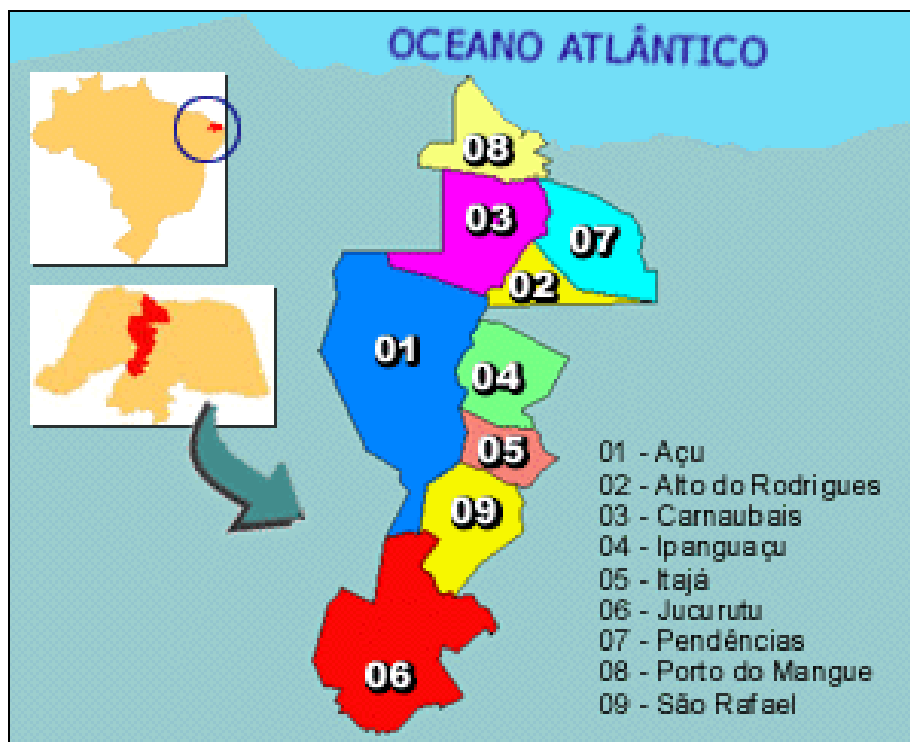 OCEANO ATLÂNTICO
08
03
07
02
01
04
05
09
06
01 - Açu
02 - Alto do Rodrigues
03 - Carnaubais
04 - Ipanguaçu
05 - Itajá
06 - Jucurutu
07 - Pendências
08 - Porto do Mangue
09 - São Rafael